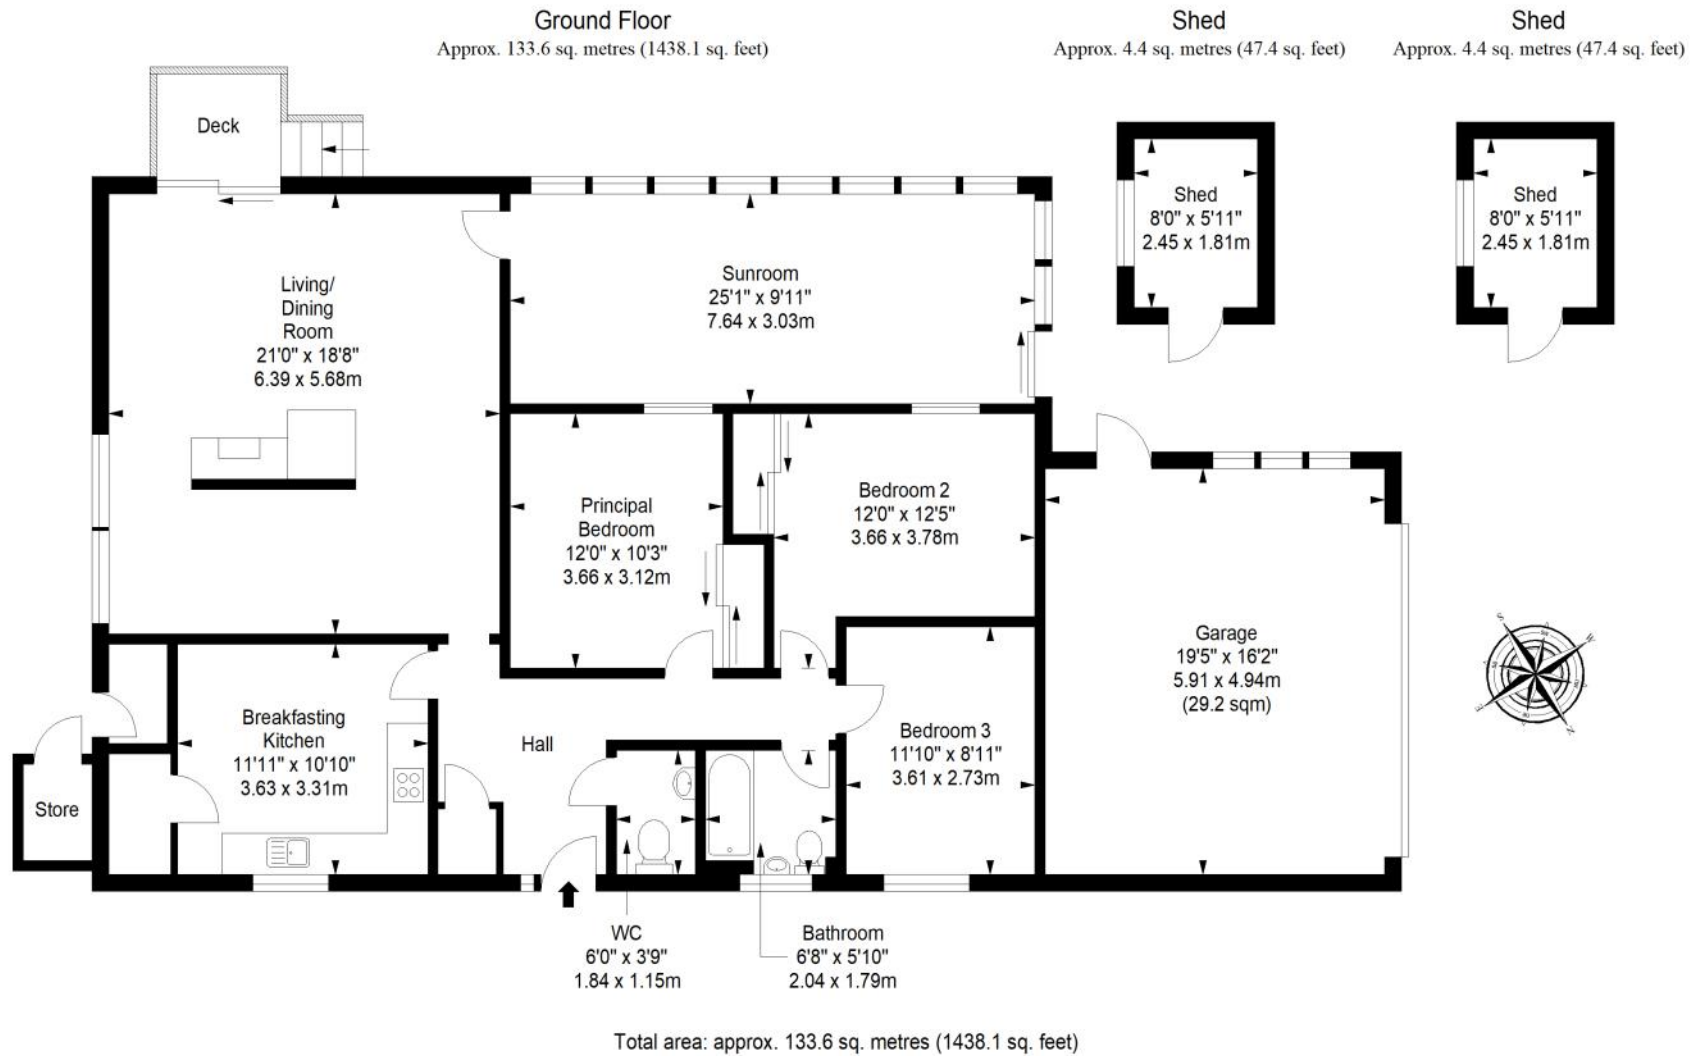 Ground Floor
Approx. 133.6 sq. metres (1438.1 sq. feet)
Shed
Approx. 4.4 sq. metres (47.4 sq. feet)
Shed
Approx. 4.4 sq. metres (47.4 sq. feet)
Deck
Living/
Dining
Room
21'0" x 18'8"
6.39 x 5.68m
Sunroom
25'1" x 9'11"
7.64 x 3.03m
Shed
8'0" x 5'11"
2.45 x 1.81m
Shed
8'0" x 5'11"
2.45 x 1.81m
Principal
Bedroom
12'0" x 10'3"
3.66 x 3.12m
Bedroom 2
12'0" x 12'5"
3.66 x 3.78m
Garage
19'5" x 16'2"
5.91 x 4.94m
(29.2 sqm)
S
W
E
N
Breakfasting
Kitchen
11'11" x 10'10"
3.63 x 3.31m
Hall
Bedroom 3
11'10" x 8'11"
3.61 x 2.73m
Store
WC
6'0" x 3'9"
1.84 x 1.15m
Bathroom
6'8" x 5'10"
2.04 x 1.79m
Total area: approx. 133.6 sq. metres (1438.1 sq. feet)